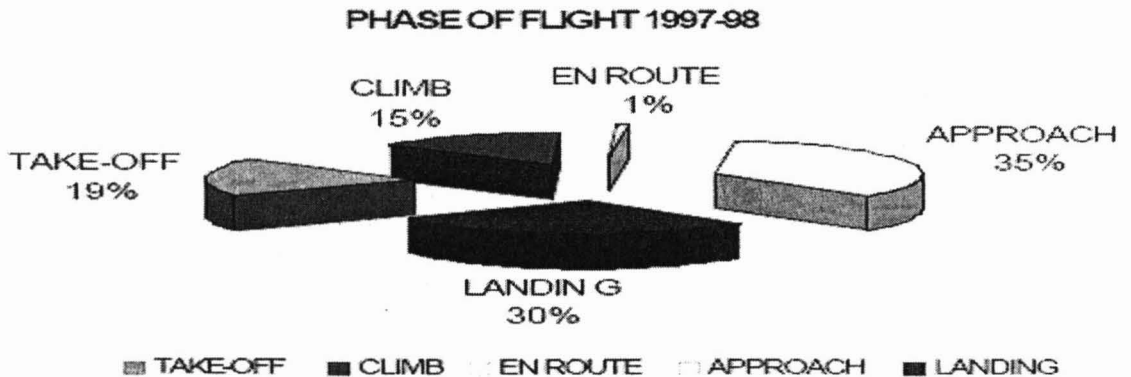 PHASE OF FLIGHT 1997-98
EN ROUTE
1%
CLIMB
15%
APPROACH
35%
TAKE-OFF
19%
LANDIN G
30%
TAKE-OFF CLIMB EN ROUTE APPROACH LANDING